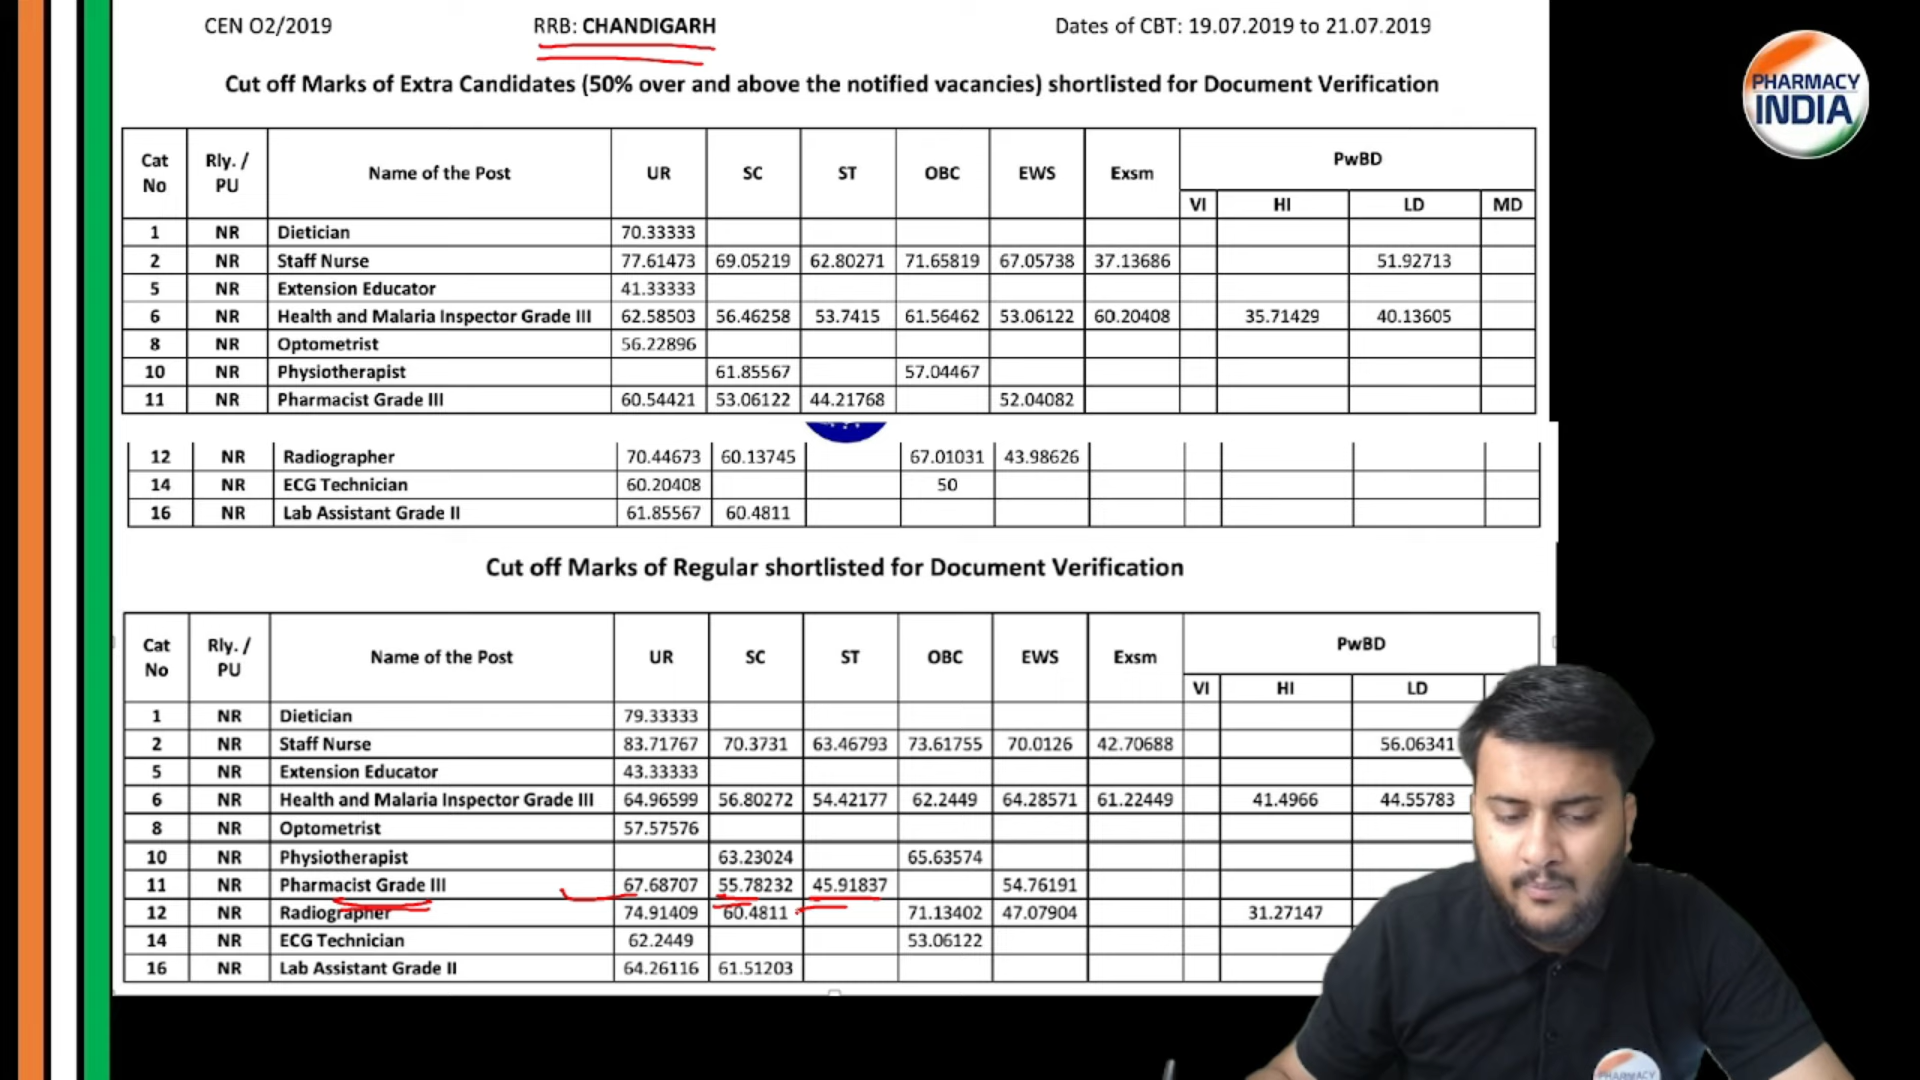 CEN O2/2019 RRB: CHANDIGARH Dates of CBT: 19.07.2019 to 21.07.2019
PHARMACY
INDIA
Cut off Marks of Extra Candidates (50% over and above the notified vacancies) shortlisted for Document Verification
Cat No Rly. / PU Name of the Post UR SC ST OBC EWS Exsm PwBD
VI HI LD MD
1 NR Dietician 70.33333
2 NR Staff Nurse 77.61473 69.05219 62.80271 71.65819 67.05738 37.13686 51.92713
5 NR Extension Educator 41.33333
6 NR Health and Malaria Inspector Grade III 62.58503 56.46258 53.7415 61.56462 53.06122 60.20408 35.71429 40.13605
8 NR Optometrist 56.22896
10 NR Physiotherapist 61.85567 57.04467
11 NR Pharmacist Grade III 60.54421 53.06122 44.21768 52.04082
12 NR Radiographer 70.44673 60.13745 67.01031 43.98626
14 NR ECG Technician 60.20408 50
16 NR Lab Assistant Grade II 61.85567 60.4811
Cut off Marks of Regular shortlisted for Document Verification
Cat No Rly. / PU Name of the Post UR SC ST OBC EWS Exsm PwBD
VI HI LD
1 NR Dietician 79.33333
2 NR Staff Nurse 83.71767 70.3731 63.46793 73.61755 70.0126 42.70688 56.06341
5 NR Extension Educator 43.33333
6 NR Health and Malaria Inspector Grade III 64.96599 56.80272 54.42177 62.2449 64.28571 61.22449 41.4966 44.55783
8 NR Optometrist 57.57576
10 NR Physiotherapist 63.23024 65.63574
11 NR Pharmacist Grade III 67.68707 55.78232 45.91837 54.76191
12 NR Radiographer 74.91409 60.4811 71.13402 47.07904 31.27147
14 NR ECG Technician 62.2449 53.06122
16 NR Lab Assistant Grade II 64.26116 61.51203
PHARMACY